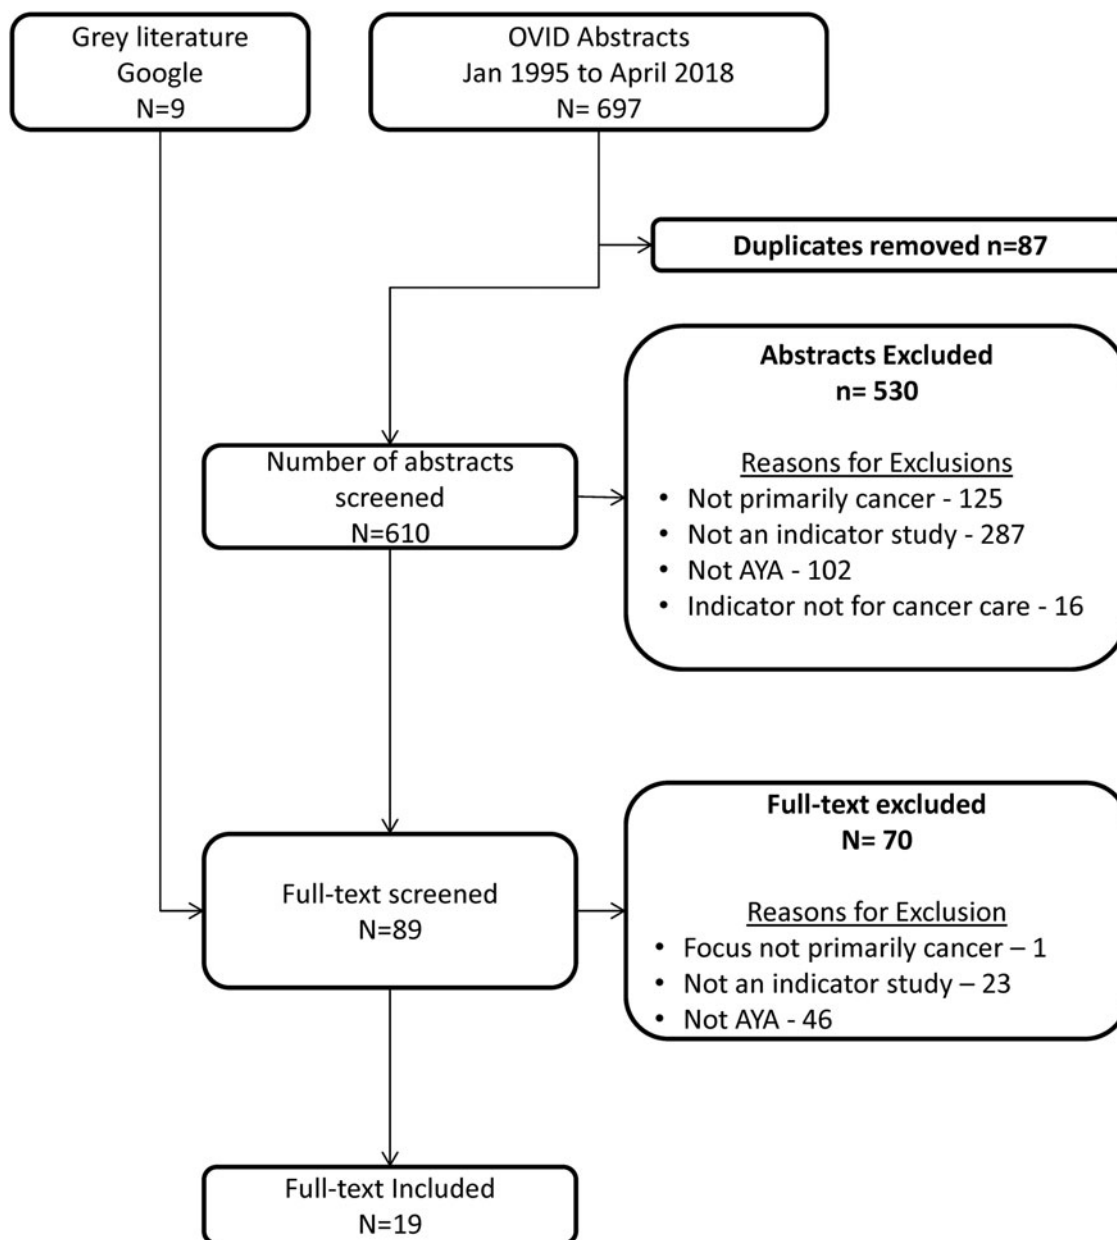 Grey literature
Google
N=9
OVID Abstracts
Jan 1995 to April 2018
N= 697
Duplicates removed n=87
Abstracts Excluded
n= 530
Reasons for Exclusions
• Not primarily cancer - 125
• Not an indicator study - 287
• Not AYA - 102
• Indicator not for cancer care - 16
Number of abstracts
screened
N=610
Full-text excluded
N= 70
Reasons for Exclusion
• Focus not primarily cancer – 1
• Not an indicator study – 23
• Not AYA - 46
Full-text screened
N=89
Full-text Included
N=19